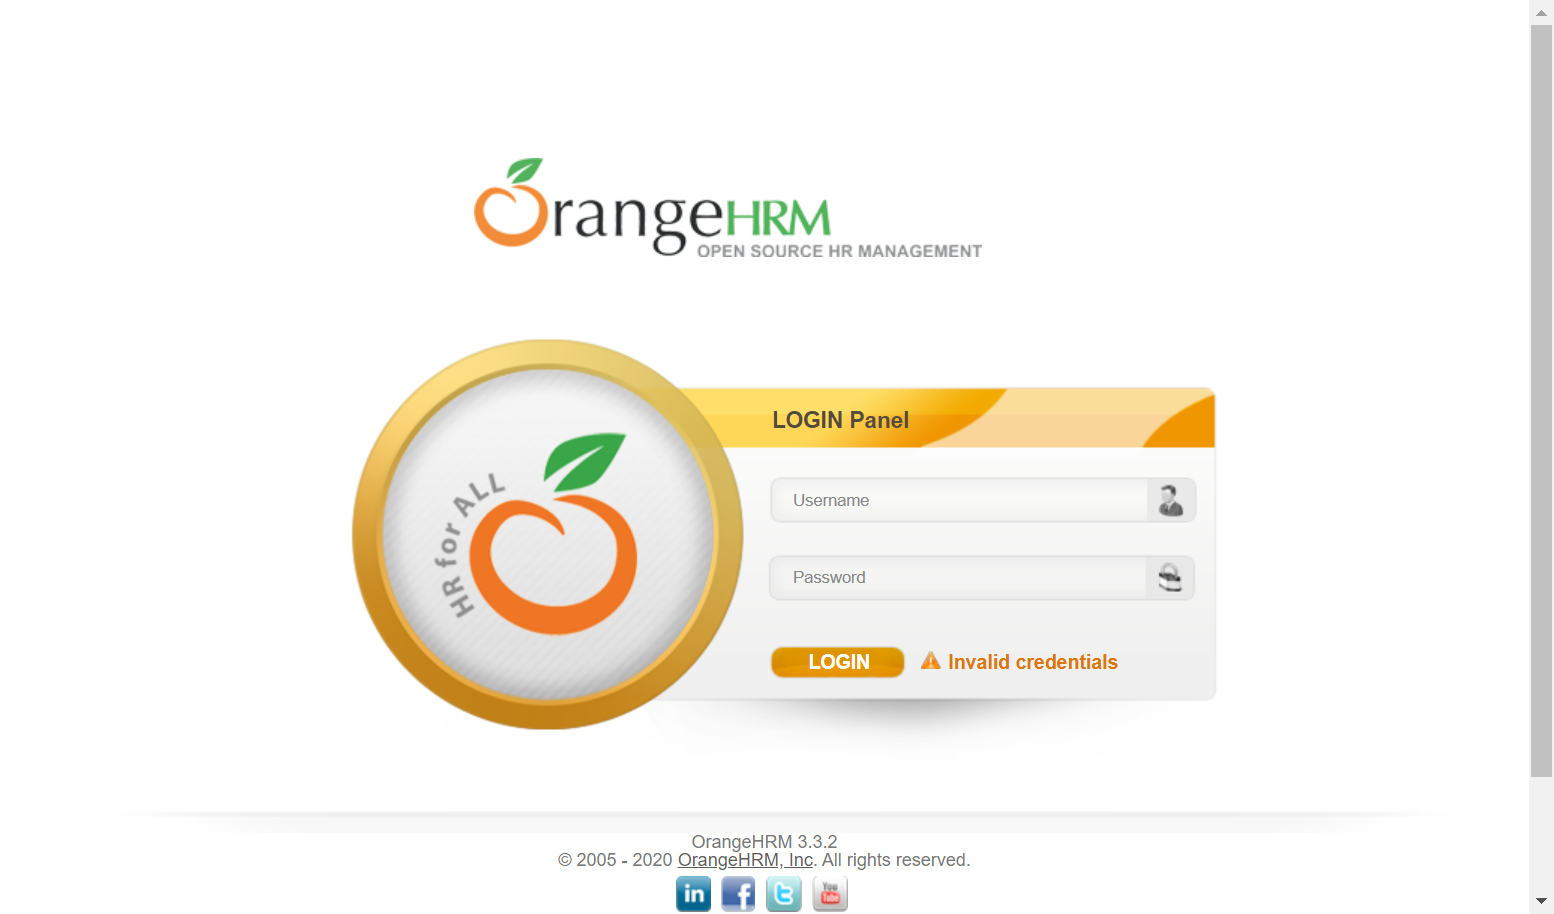 OrangeHRM
OPEN SOURCE HR MANAGEMENT
HR for ALL
LOGIN Panel
Username
Password
LOGIN
Invalid credentials
OrangeHRM 3.3.2
© 2005 - 2020 OrangeHRM, Inc. All rights reserved.
in f t You Tube